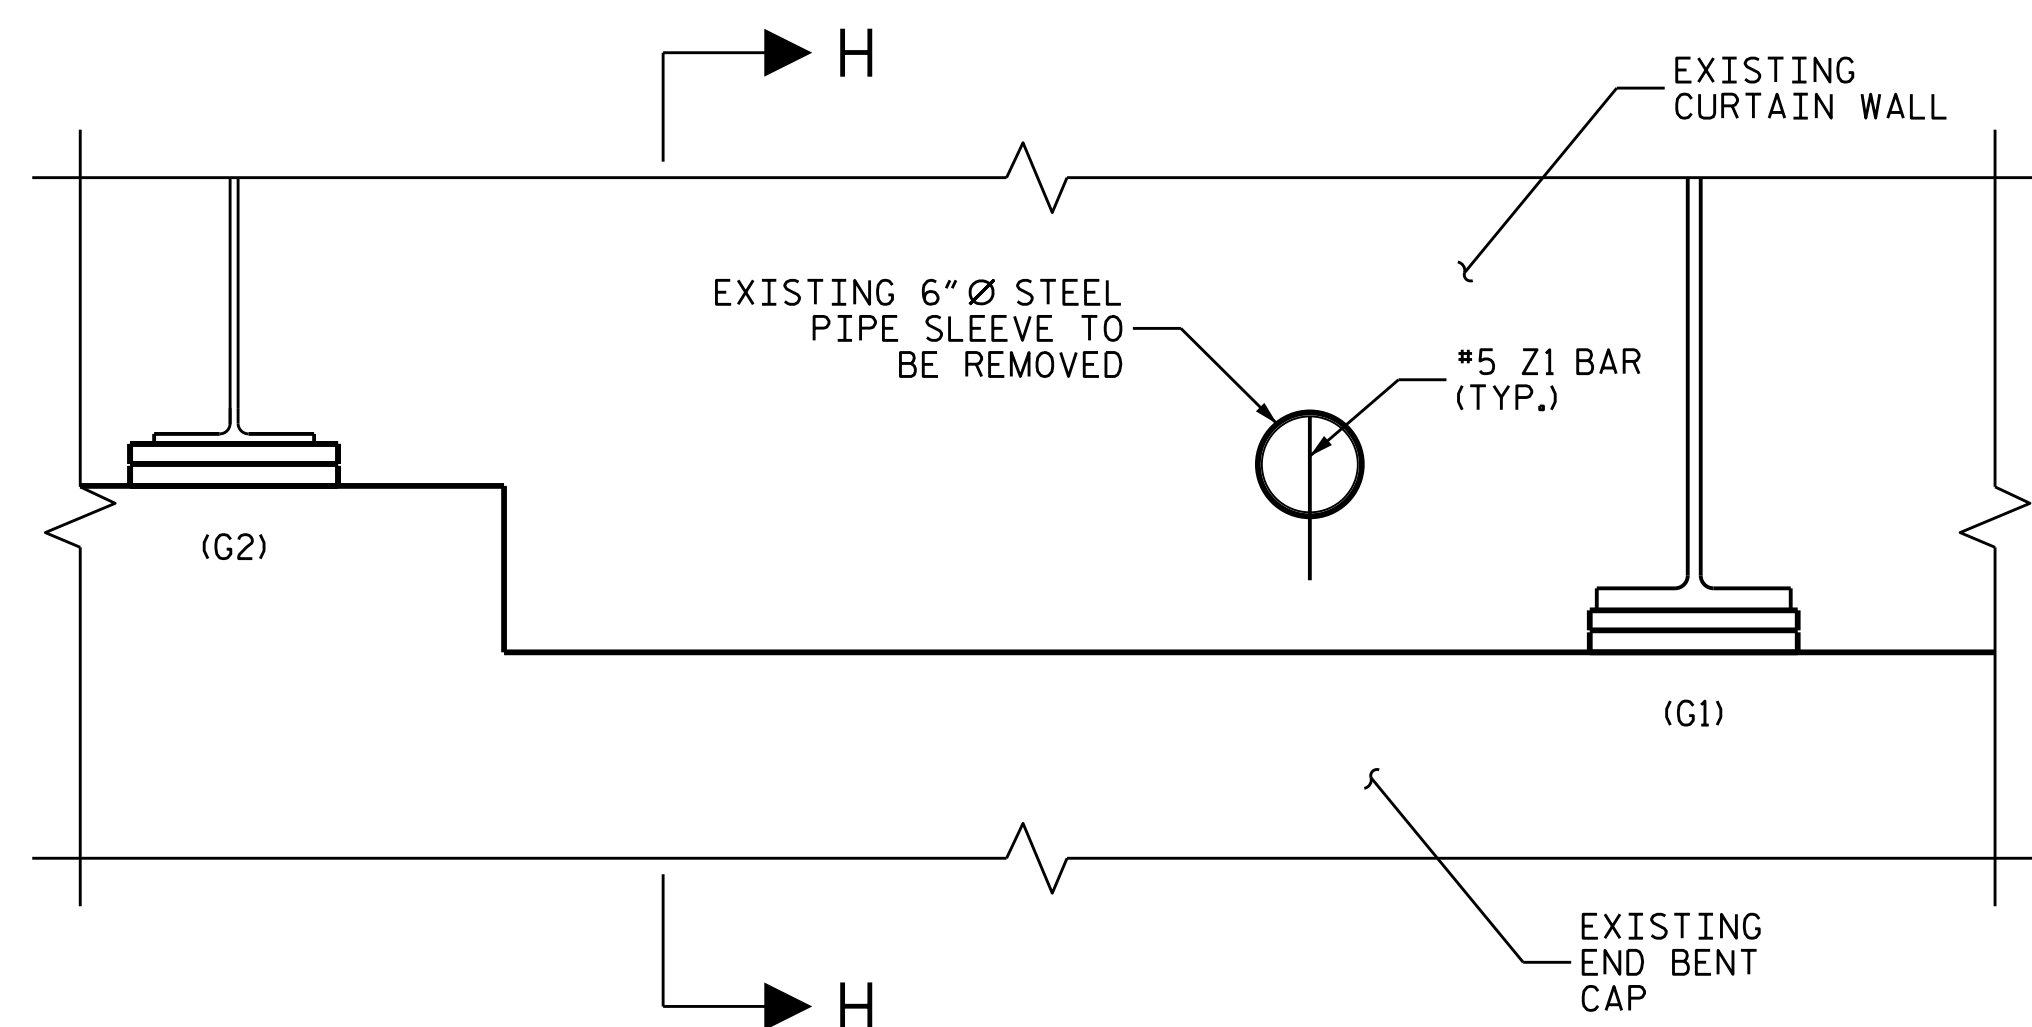 H
EXISTING
CURTAIN WALL
EXISTING 6"Ø STEEL
PIPE SLEEVE TO
BE REMOVED
#5 Z1 BAR
(TYP.)
(G2)
(G1)
EXISTING
END BENT
CAP
H